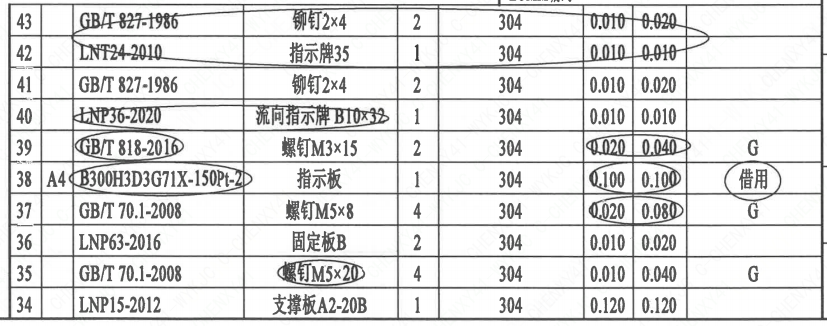 43 GB/T 827-1986 铆钉2×4 2 304 0.010 0.020
42 LNT24-2010 指示牌35 1 304 0.010 0.010
41 GB/T 827-1986 铆钉2×4 2 304 0.010 0.020
40 LNP36-2020 流向指示牌 B10×32 1 304 0.010 0.010
39 GB/T 818-2016 螺钉M3×15 2 304 0.020 0.040 G
38 A4 B300H3D3G71X-150Pt-2 指示板 1 304 0.100 0.100 借用
37 GB/T 70.1-2008 螺钉M5×8 4 304 0.020 0.080 G
36 LNP63-2016 固定板B 2 304 0.010 0.020
35 GB/T 70.1-2008 螺钉M5×20 4 304 0.010 0.040 G
34 LNP15-2012 支撑板A2-20B 1 304 0.120 0.120